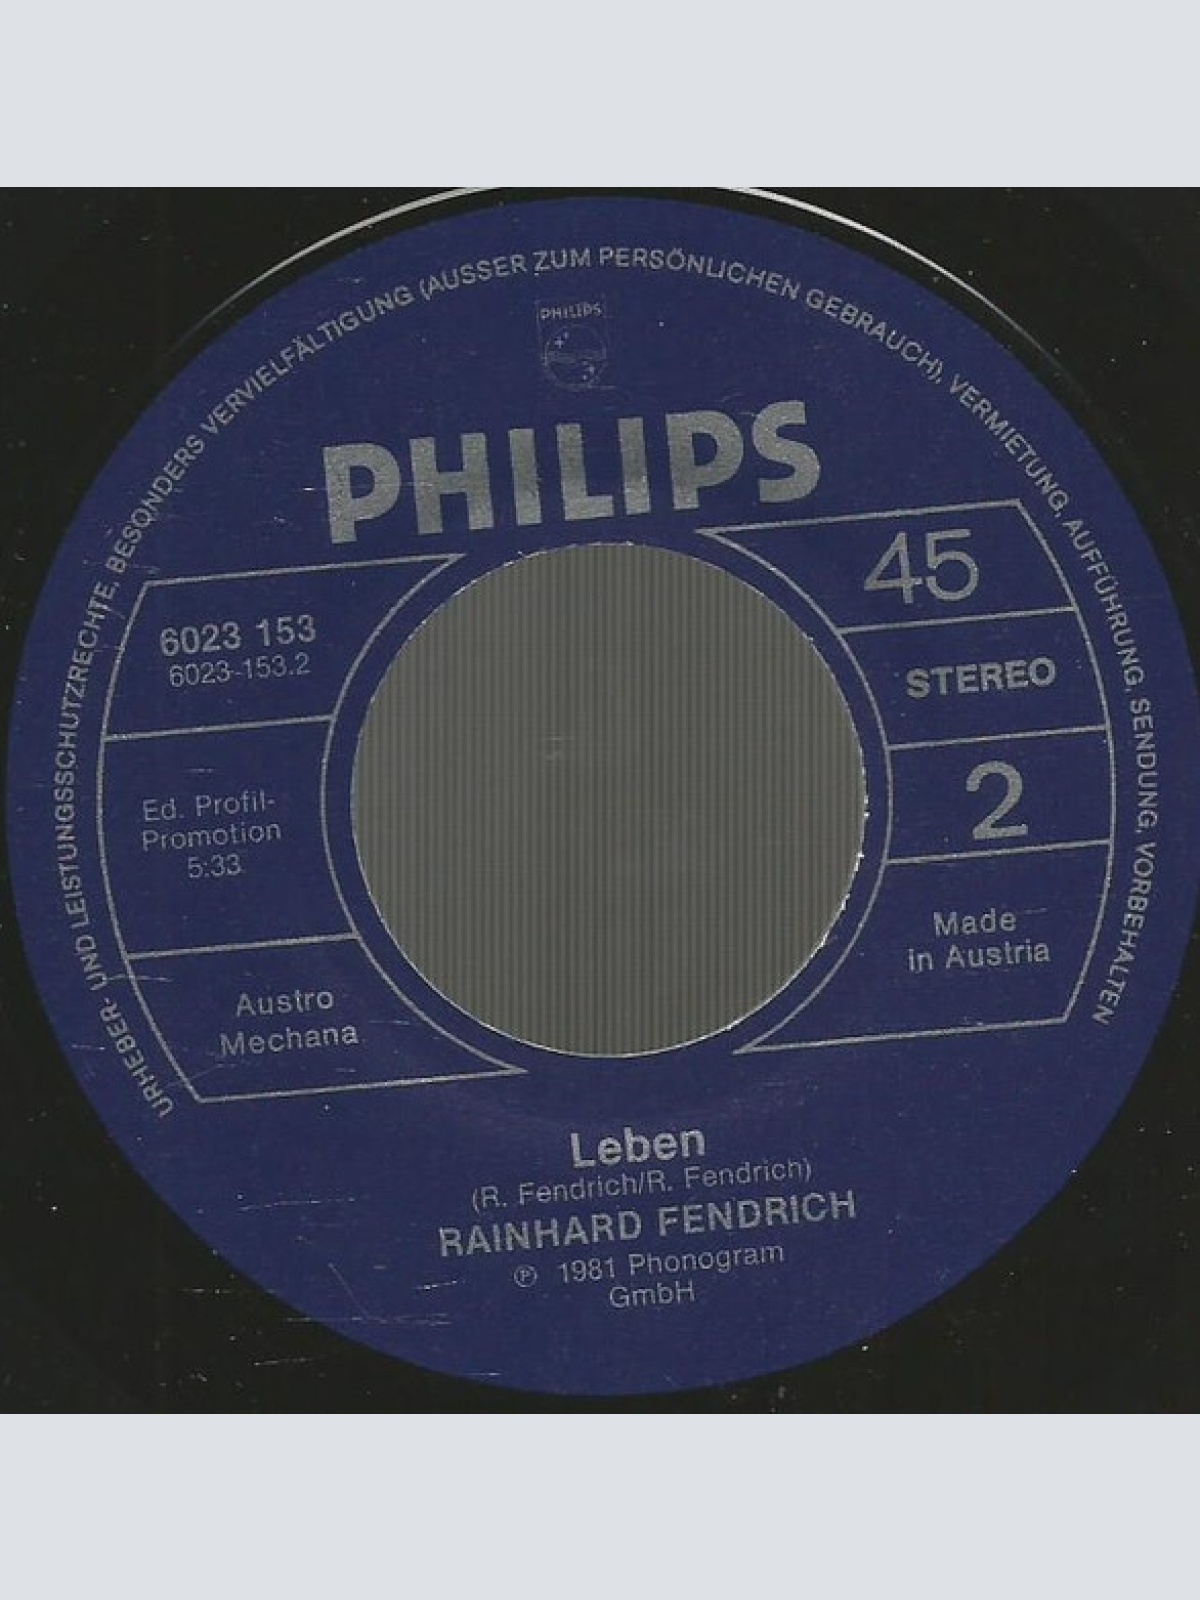 URHEBER- UND LEISTUNGSSCHUTZRECHTE, BESONDERS VERVIELFÄLTIGUNG (AUSSER ZUM PERSÖNLICHEN GEBRAUCH), VERMIETUNG, AUFFÜHRUNG, SENDUNG, VORBEHALTEN
PHILIPS
PHILIPS
6023 153
6023-153.2
Ed. Profil-
Promotion
5:33
Austro
Mechana
45
STEREO
2
Made
in Austria
Leben
(R. Fendrich/R. Fendrich)
RAINHARD FENDRICH
℗ 1981 Phonogram
GmbH